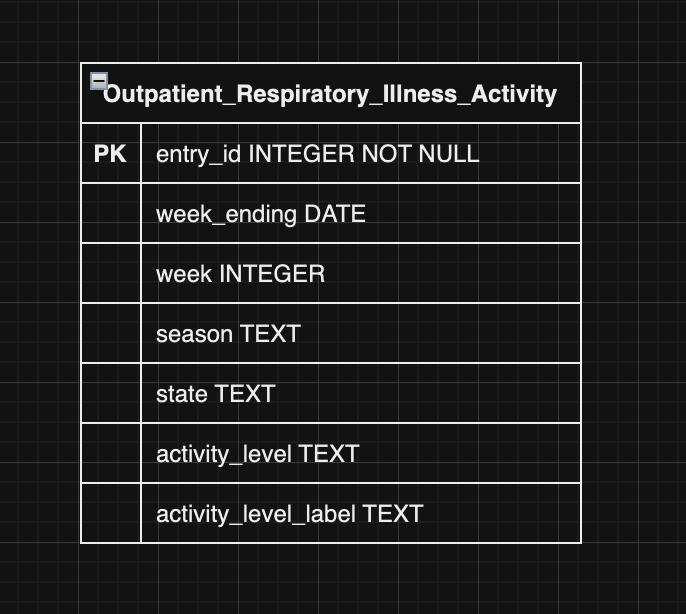 Outpatient_Respiratory_Illness_Activity
PK entry_id INTEGER NOT NULL
week_ending DATE
week INTEGER
season TEXT
state TEXT
activity_level TEXT
activity_level_label TEXT